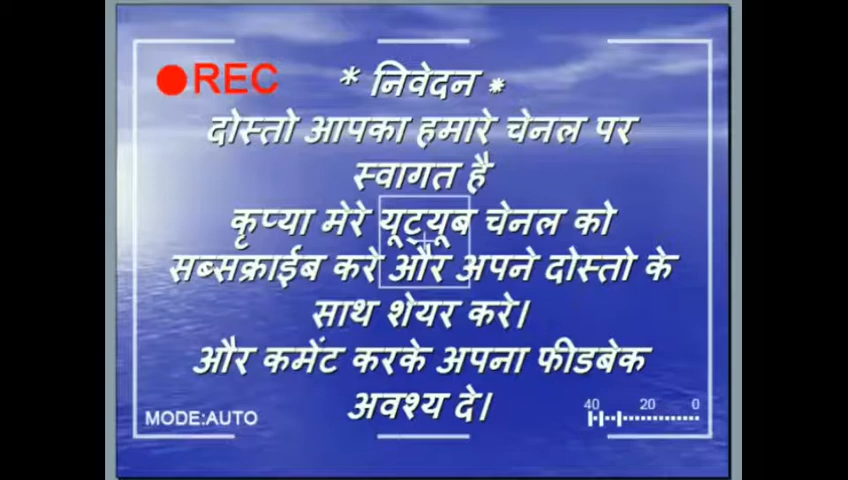 REC
* निवेदन *
दोस्तो आपका हमारे चेनल पर
स्वागत है
कृप्या मेरे यूट्यूब चेनल को
सब्सक्राईब करे और अपने दोस्तो के
साथ शेयर करे।
और कमेंट करके अपना फीडबेक
अवश्य दे।
MODE:AUTO
40 20 0